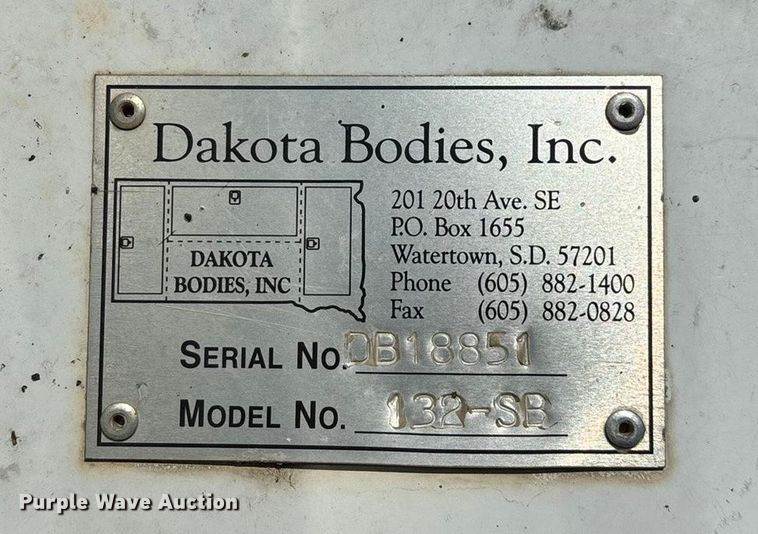 Dakota Bodies, Inc.
DAKOTA
BODIES, INC
201 20th Ave. SE
P.O. Box 1655
Watertown, S.D. 57201
Phone (605) 882-1400
Fax (605) 882-0828
SERIAL NO. DB18851
MODEL NO. 132-SB
Purple Wave Auction